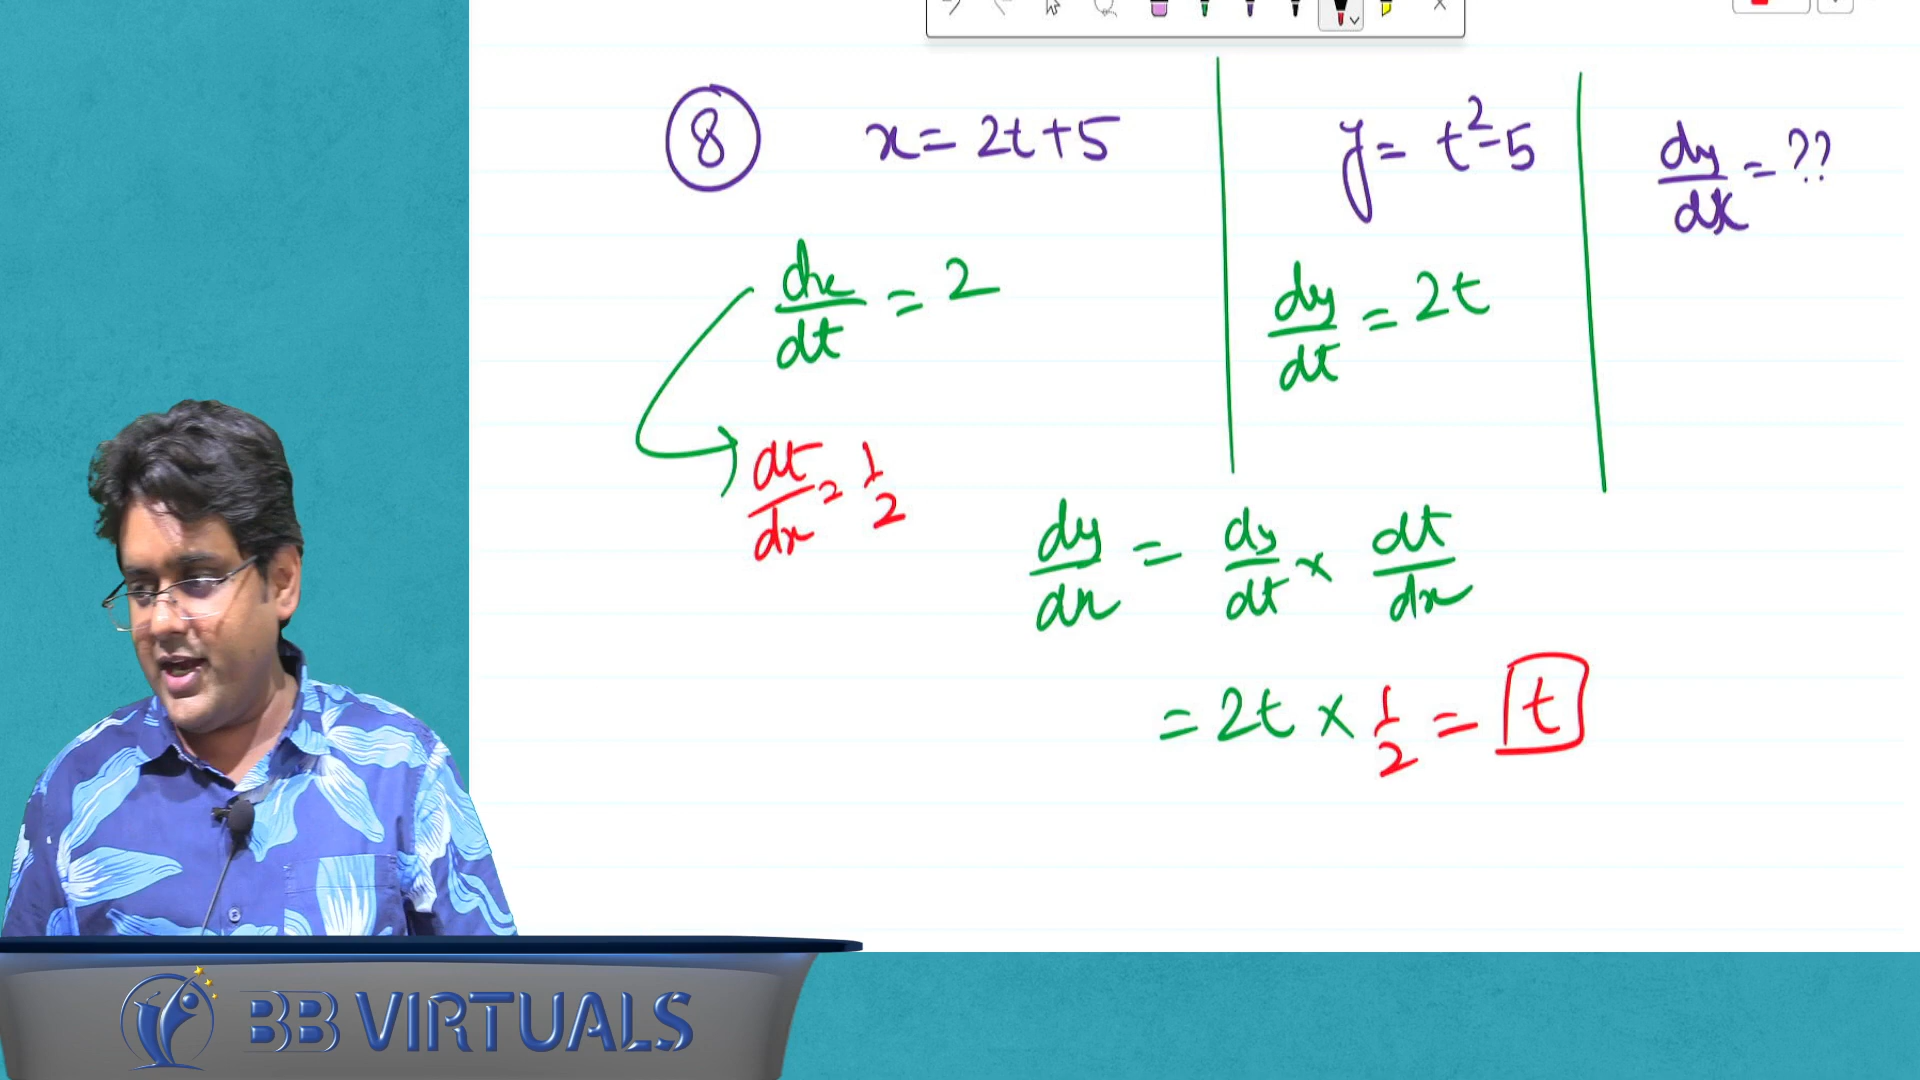 8 x = 2t + 5
y = t² - 5
dy/dx = ??
dx/dt = 2
dy/dt = 2t
dt/dx = 1/2
dy/dx = dy/dt × dt/dx
= 2t × 1/2 = t
BB VIRTUALS